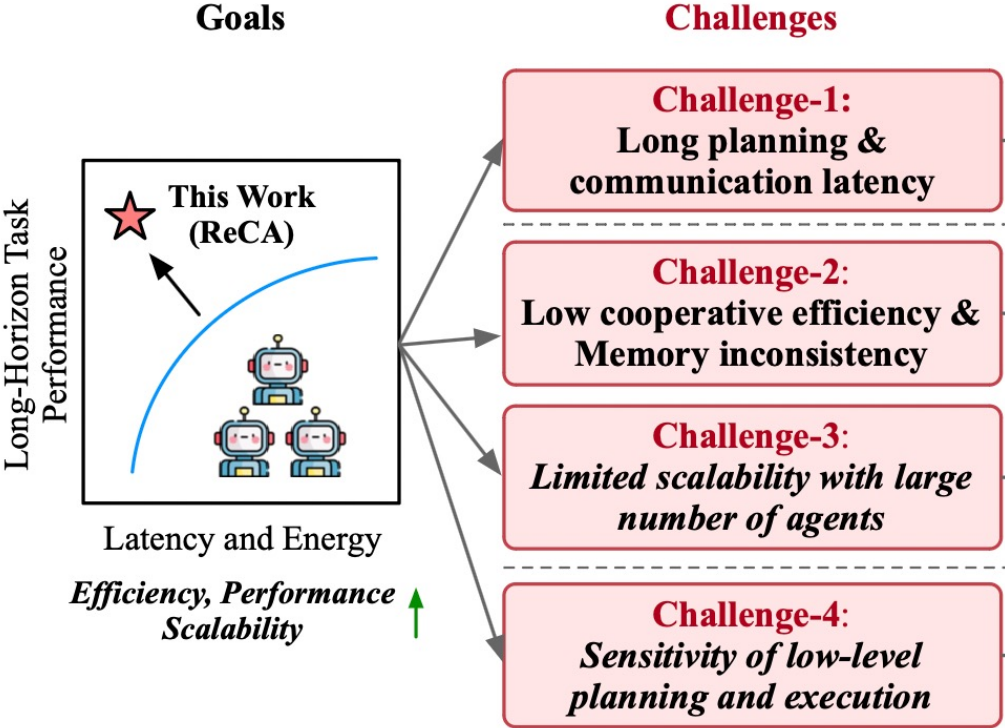 Goals
Long-Horizon Task
Performance
This Work
(ReCA)
Latency and Energy
Efficiency, Performance
Scalability
Challenges
Challenge-1:
Long planning &
communication latency
Challenge-2:
Low cooperative efficiency &
Memory inconsistency
Challenge-3:
Limited scalability with large
number of agents
Challenge-4:
Sensitivity of low-level
planning and execution